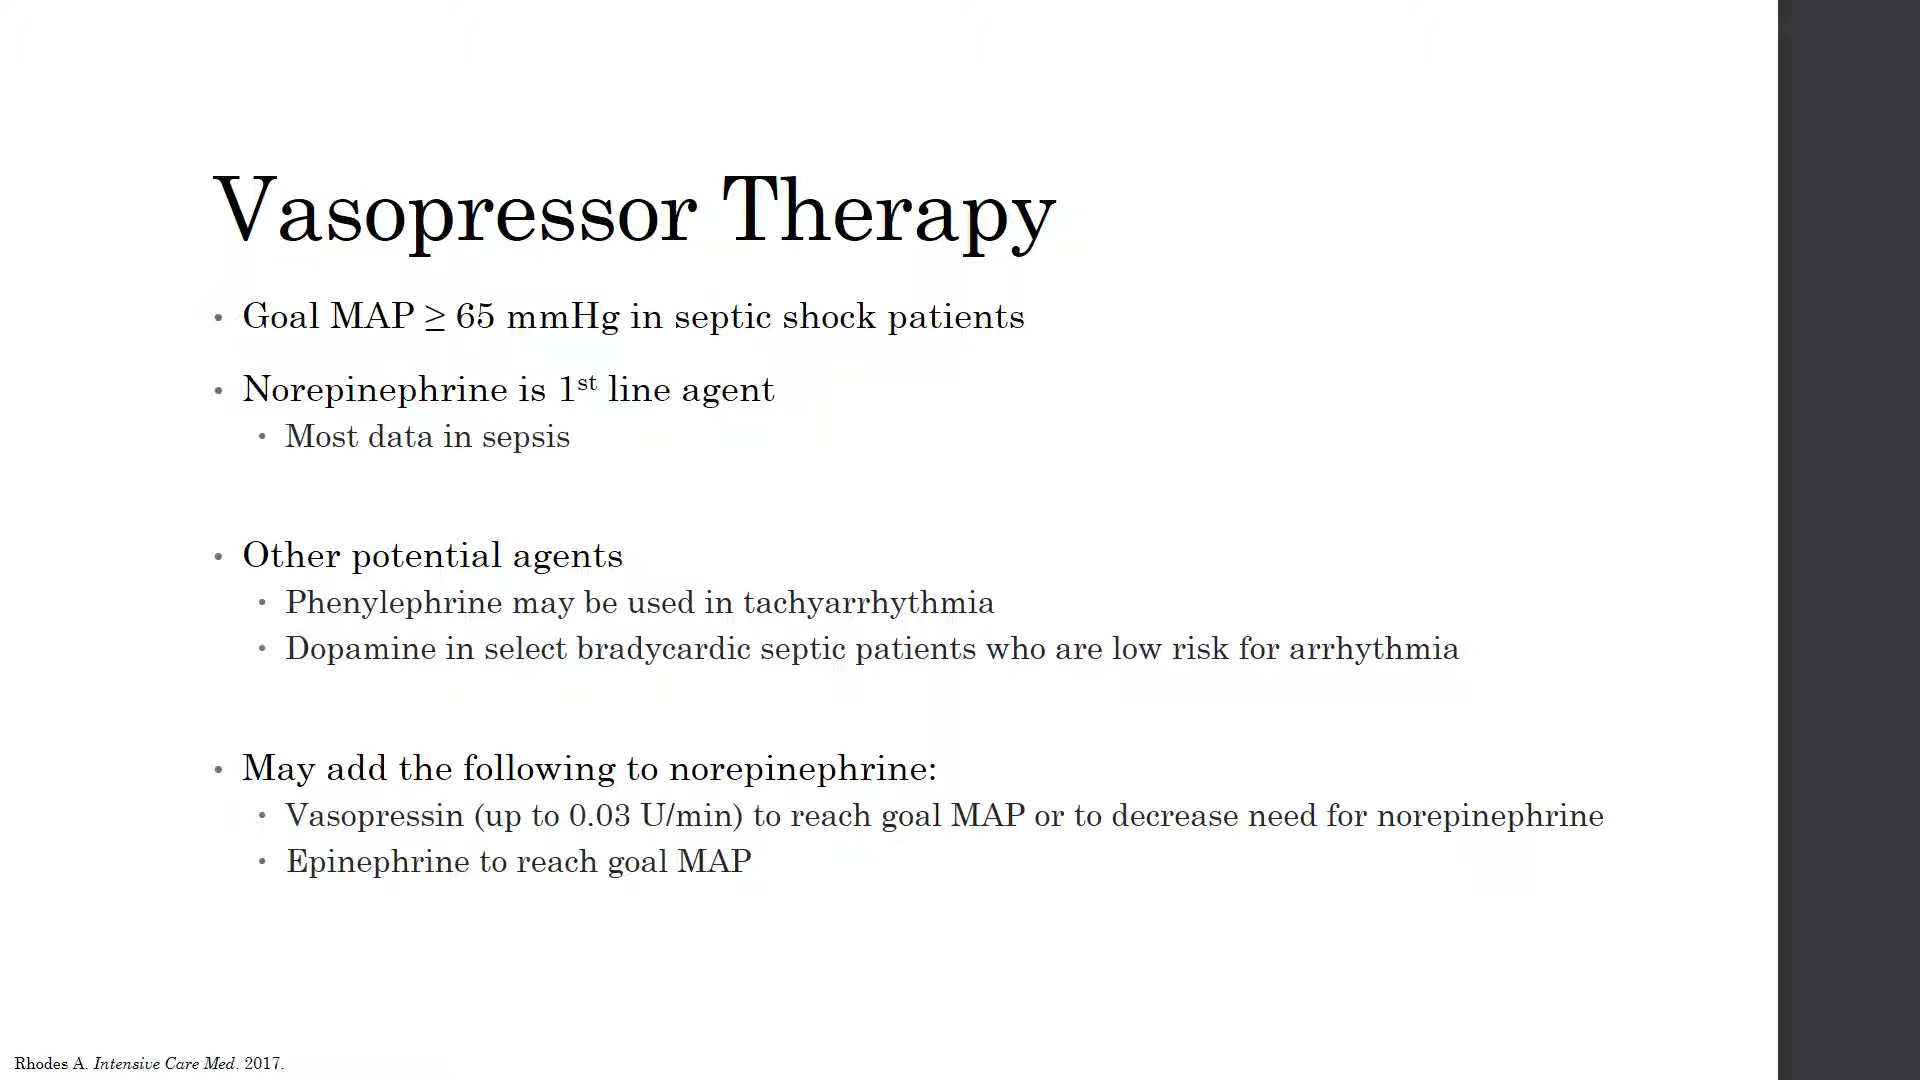 Vasopressor Therapy
• Goal MAP ≥ 65 mmHg in septic shock patients
• Norepinephrine is 1st line agent
• Most data in sepsis
• Other potential agents
• Phenylephrine may be used in tachyarrhythmia
• Dopamine in select bradycardic septic patients who are low risk for arrhythmia
• May add the following to norepinephrine:
• Vasopressin (up to 0.03 U/min) to reach goal MAP or to decrease need for norepinephrine
• Epinephrine to reach goal MAP
Rhodes A. Intensive Care Med. 2017.